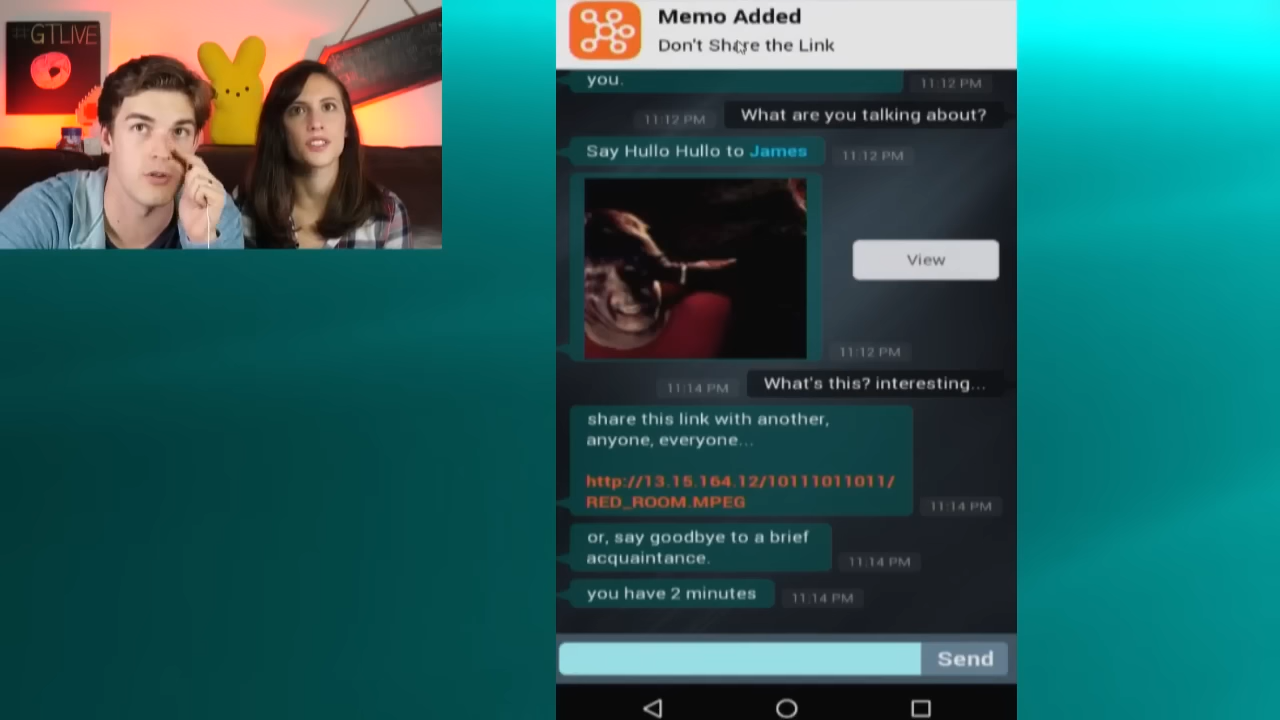 #GTLIVE
Memo Added
Don't Share the Link
you.
11:12 PM
What are you talking about?
11:12 PM
Say Hullo Hullo to James
11:12 PM
View
11:12 PM
What's this? interesting...
11:14 PM
share this link with another,
anyone, everyone...
http://13.15.164.12/10111011011/
RED_ROOM.MPEG
11:14 PM
or, say goodbye to a brief
acquaintance.
11:14 PM
you have 2 minutes
11:14 PM
Send